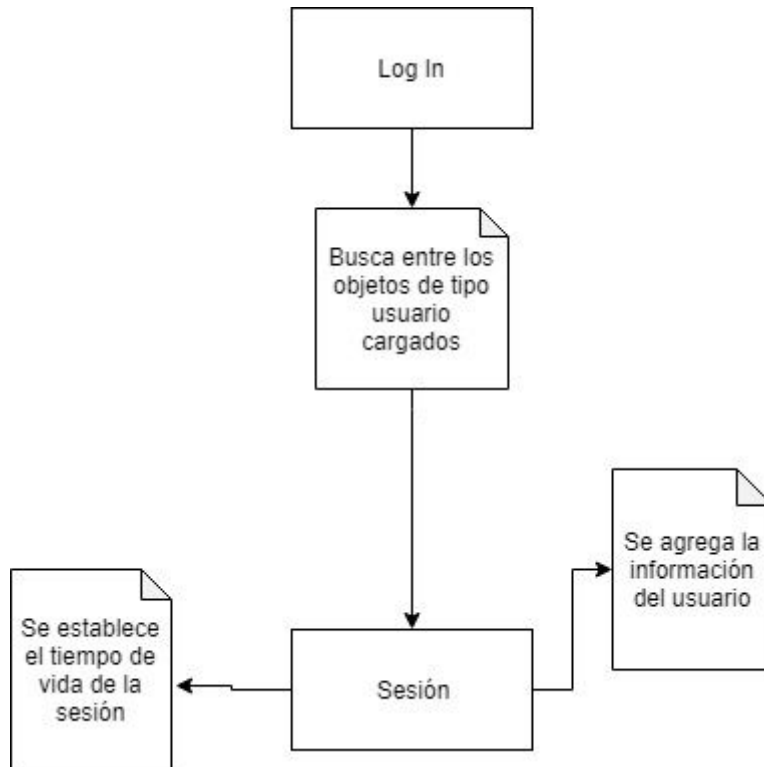 Log In
Busca entre los
objetos de tipo
usuario
cargados
Se agrega la
información
del usuario
Se establece
el tiempo de
vida de la
sesión
Sesión